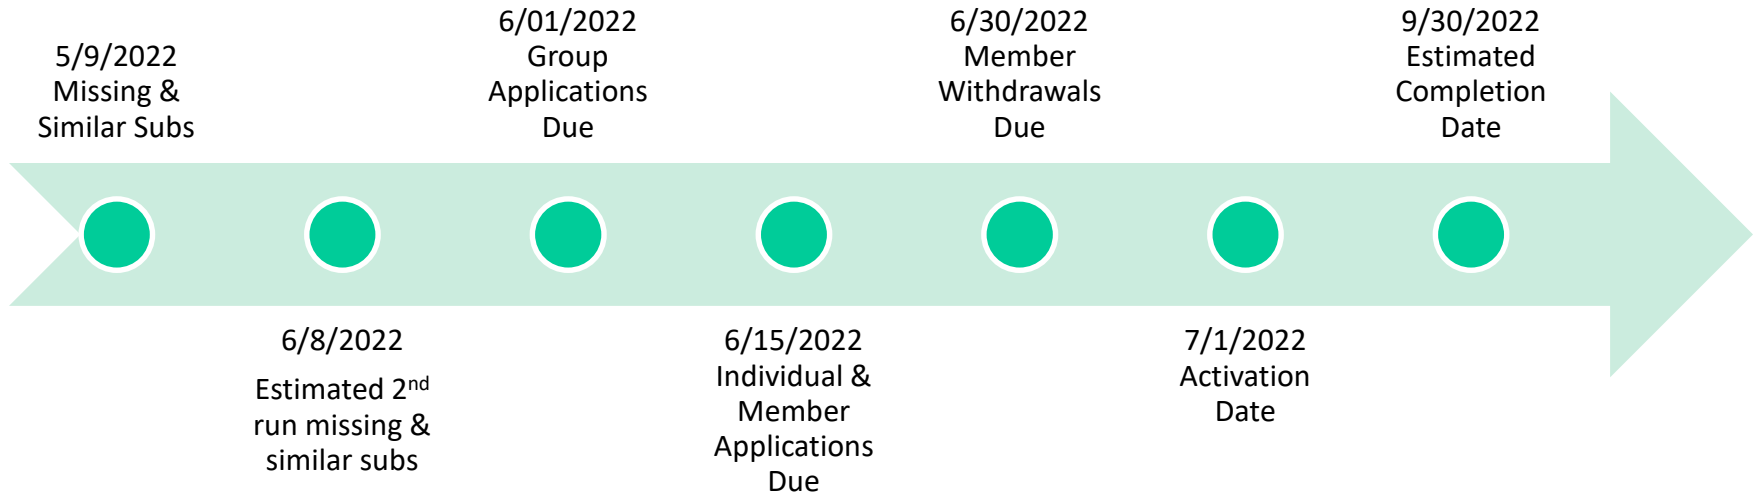 5/9/2022
Missing &
Similar Subs
6/8/2022
Estimated 2nd
run missing &
similar subs
6/01/2022
Group
Applications
Due
6/15/2022
Individual &
Member
Applications
Due
6/30/2022
Member
Withdrawals
Due
7/1/2022
Activation
Date
9/30/2022
Estimated
Completion
Date